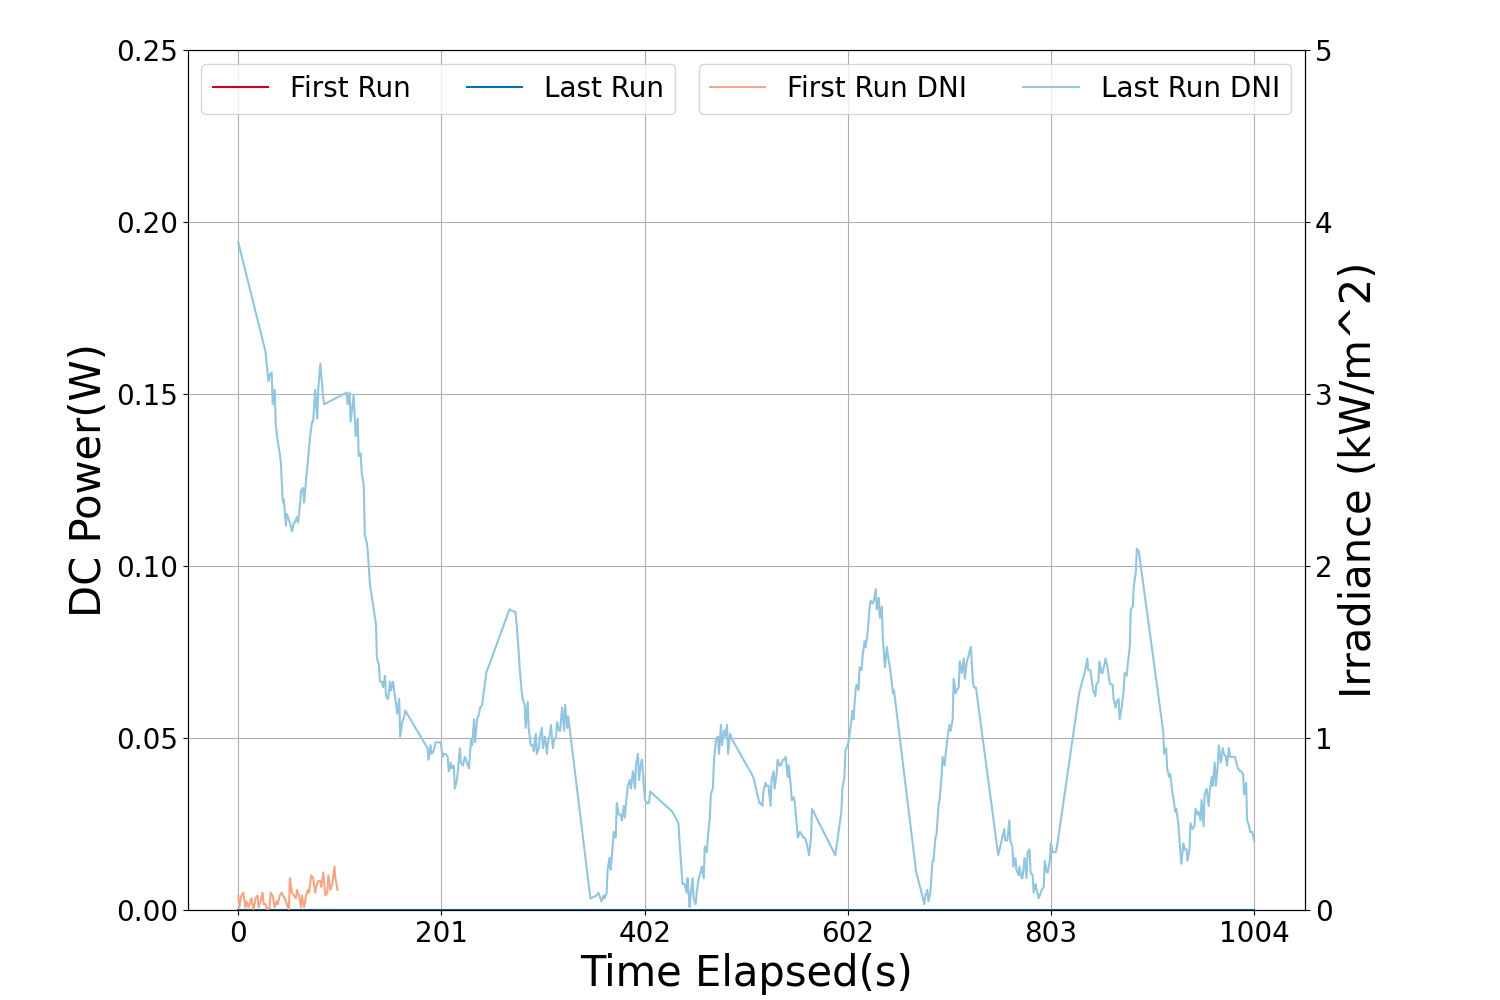 First Run
Last Run
First Run DNI
Last Run DNI
DC Power(W)
0.25
0.20
0.15
0.10
0.05
0.00
5
4
3
2
1
0
Irradiance (kW/m^2)
0
201
402
602
803
1004
Time Elapsed(s)